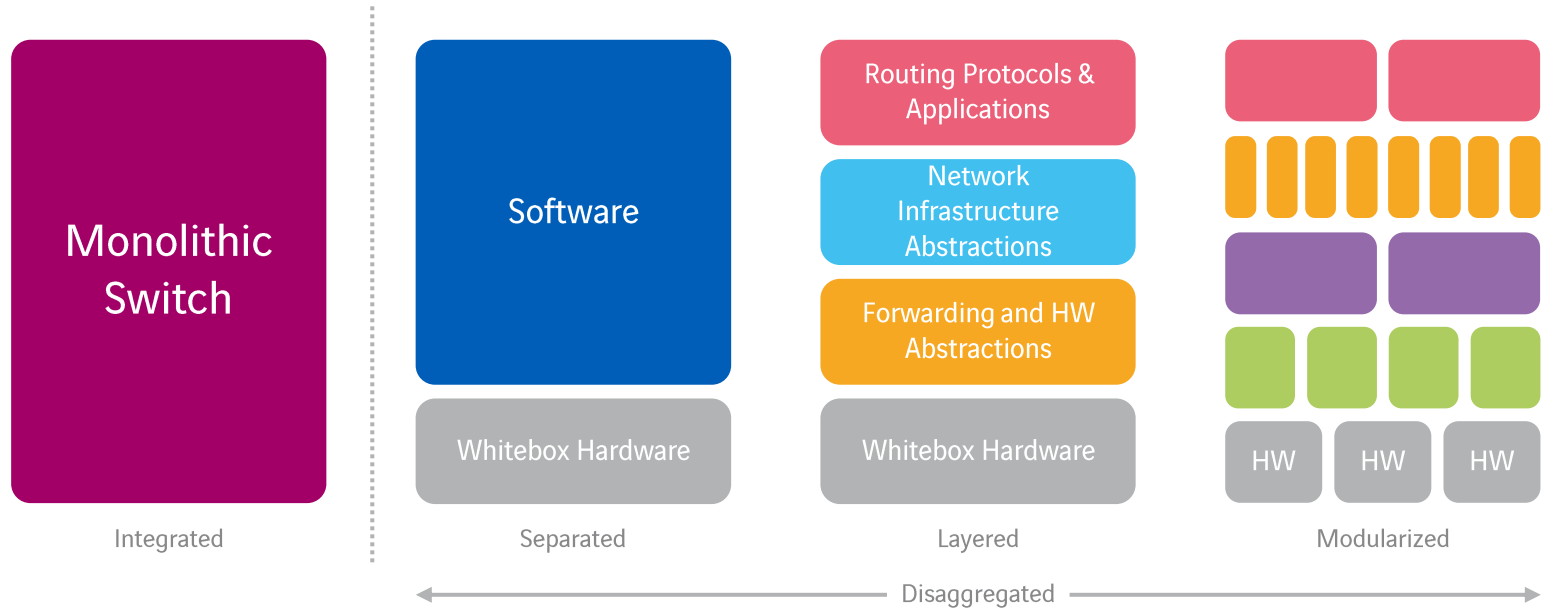 Monolithic
Switch
Integrated
Software
Whitebox Hardware
Separated
Routing Protocols &
Applications
Network
Infrastructure
Abstractions
Forwarding and HW
Abstractions
Whitebox Hardware
Layered
HW
HW
HW
Modularized
Disaggregated